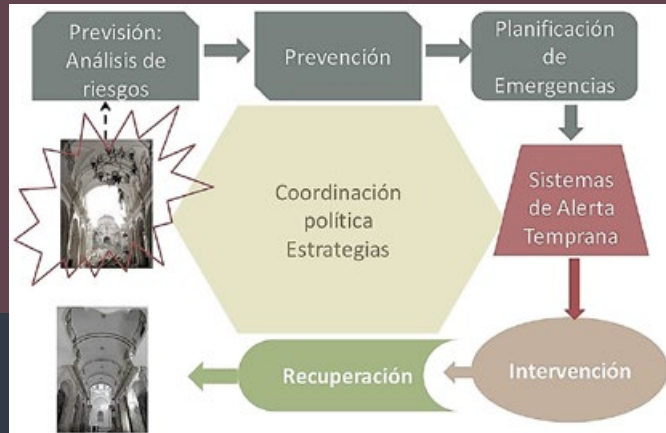 Previsión:
Análisis de
riesgos
Prevención
Planificación
de
Emergencias
Coordinación
política
Estrategias
Sistemas
de Alerta
Temprana
Recuperación
Intervención